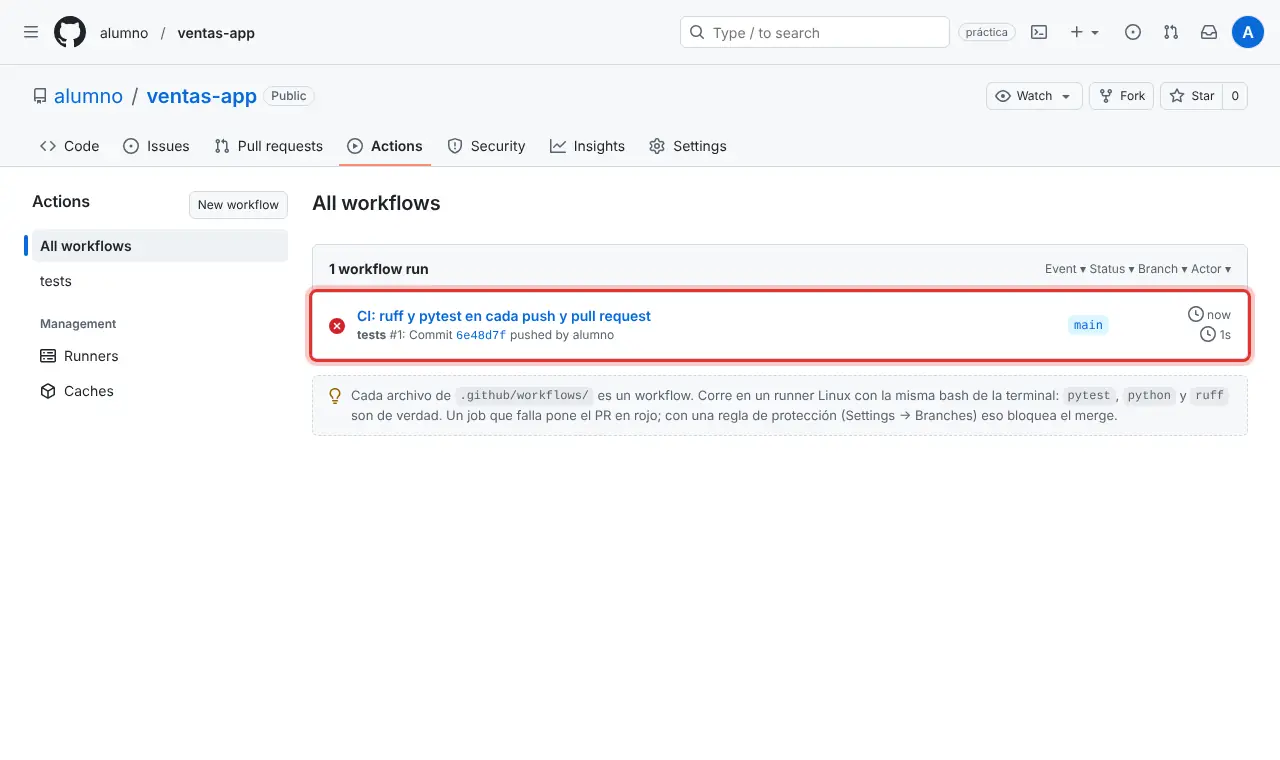 alumno / ventas-app
Type / to search
práctica
A
alumno / ventas-app Public
Watch
Fork
Star 0
Code
Issues
Pull requests
Actions
Security
Insights
Settings
Actions
New workflow
All workflows
tests
Management
Runners
Caches
All workflows
1 workflow run
Event ▾ Status ▾ Branch ▾ Actor ▾
CI: ruff y pytest en cada push y pull request
tests #1: Commit 6e48d7f pushed by alumno
main
now
1s
Cada archivo de .github/workflows/ es un workflow. Corre en un runner Linux con la misma bash de la terminal: pytest, python y ruff
son de verdad. Un job que falla pone el PR en rojo; con una regla de protección (Settings → Branches) eso bloquea el merge.